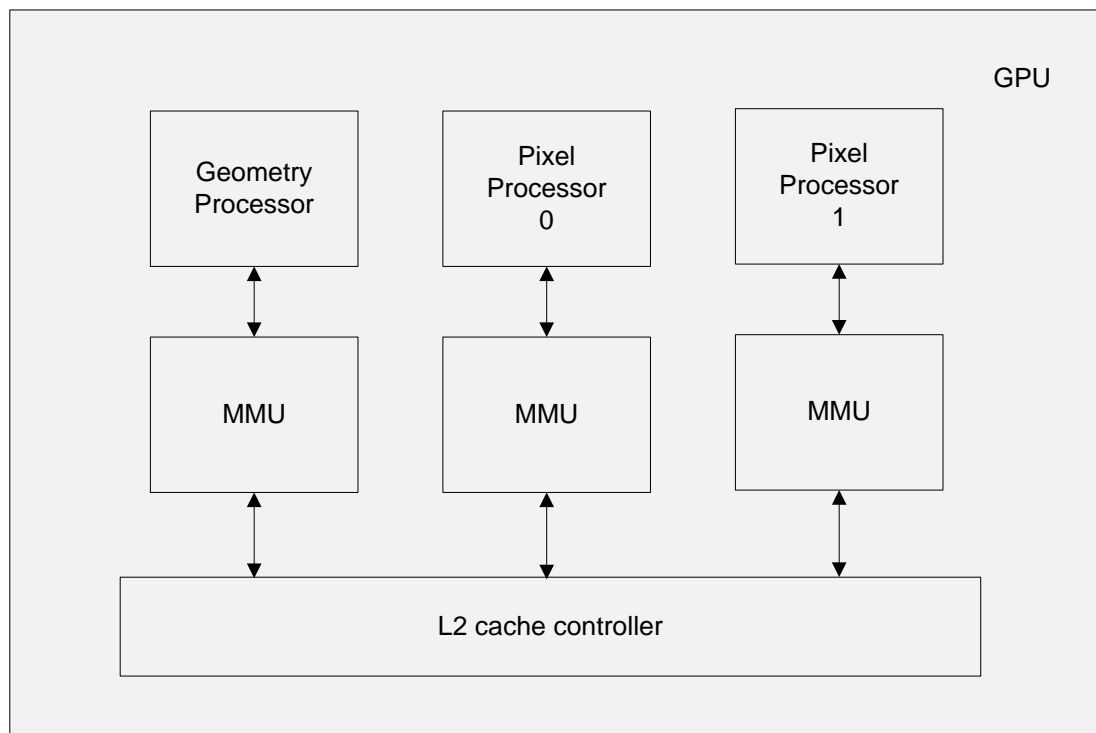 GPU
Geometry
Processor
Pixel
Processor
0
Pixel
Processor
1
MMU
MMU
MMU
L2 cache controller